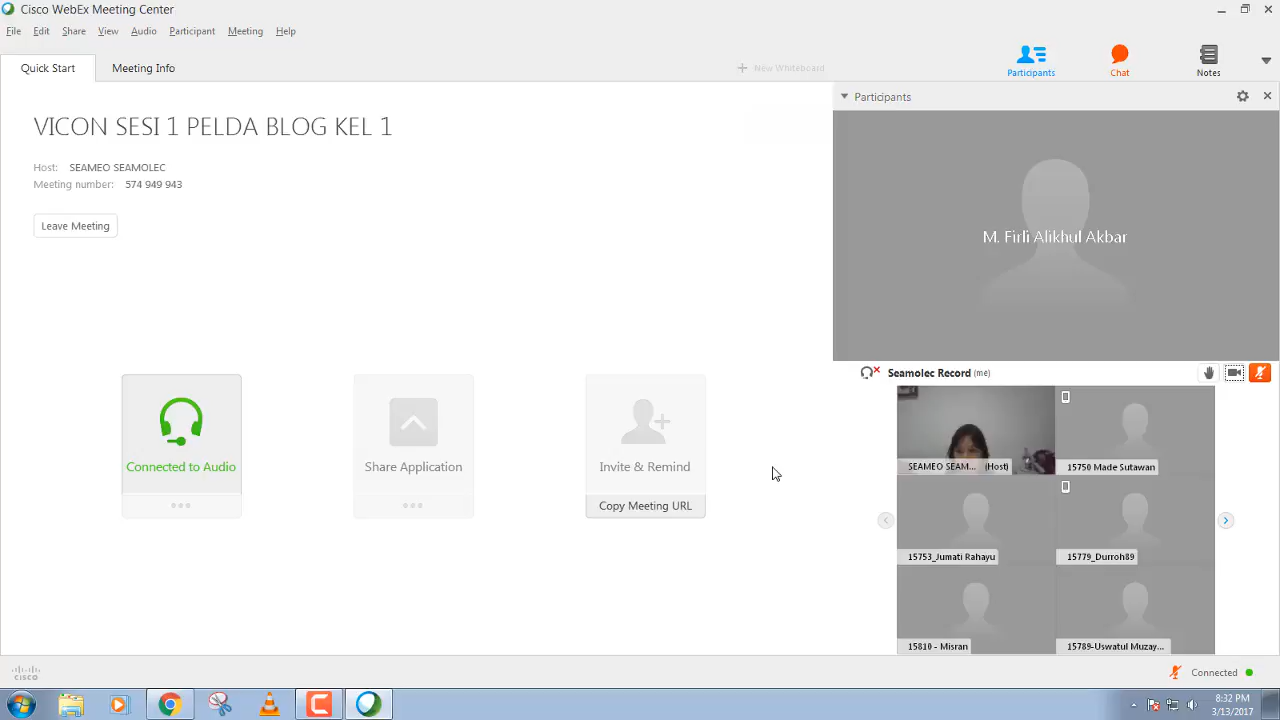 Cisco WebEx Meeting Center
File Edit Share View Audio Participant Meeting Help
Quick Start Meeting Info
+ New Whiteboard
Participants Chat Notes
Participants
VICON SESI 1 PELDA BLOG KEL 1
Host: SEAMEO SEAMOLEC
Meeting number: 574 949 943
Leave Meeting
M. Firli Alikhul Akbar
Seamolec Record (me)
Connected to Audio
Share Application
Invite & Remind
Copy Meeting URL
SEAMEO SEAM... (Host)
15750 Made Sutawan
15753_Jumati Rahayu
15779_Durroh89
15810 - Misran
15789-Uswatul Muzay...
cisco
Connected
8:32 PM
3/13/2017